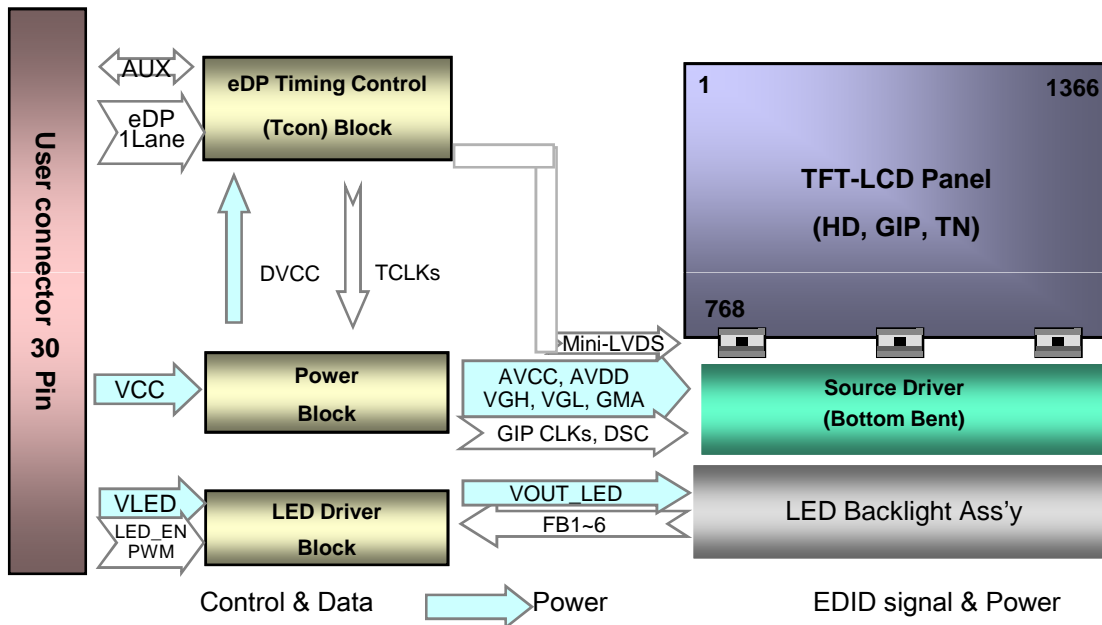 User connector 30 Pin
AUX
eDP
1Lane
eDP Timing Control
(Tcon) Block
1
1366
TFT-LCD Panel
(HD, GIP, TN)
768
DVCC
TCLKs
Mini-LVDS
VCC
Power
Block
AVCC, AVDD
VGH, VGL, GMA
GIP CLKs, DSC
Source Driver
(Bottom Bent)
VLED
LED_EN
PWM
LED Driver
Block
VOUT_LED
FB1~6
LED Backlight Ass'y
Control & Data
Power
EDID signal & Power